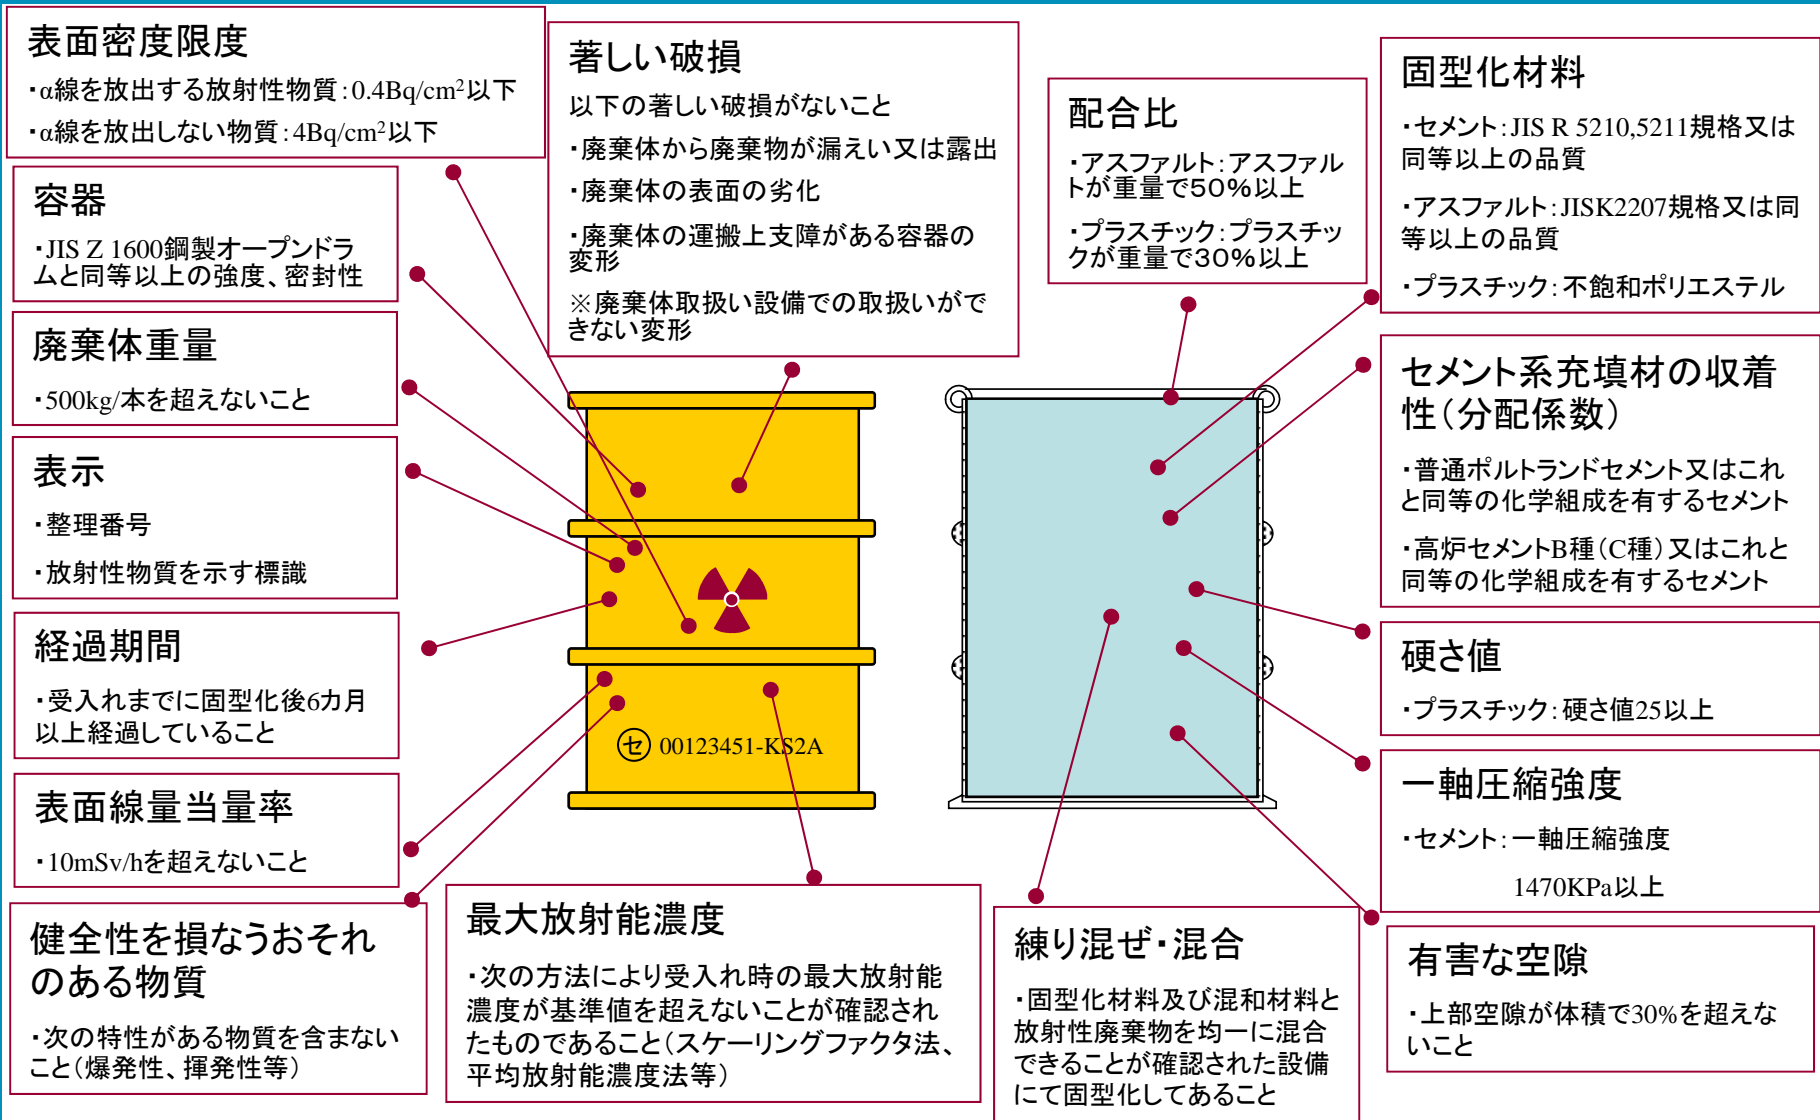 表面密度限度
・α線を放出する放射性物質：0.4Bq/cm²以下
・α線を放出しない物質：4Bq/cm²以下
容器
・JIS Z 1600鋼製オープンドラ
ムと同等以上の強度、密封性
廃棄体重量
・500kg/本を超えないこと
表示
・整理番号
・放射性物質を示す標識
経過期間
・受入れまでに固型化後6カ月
以上経過していること
表面線量当量率
・10mSv/hを超えないこと
健全性を損なうおそれ
のある物質
・次の特性がある物質を含まない
こと（爆発性、揮発性等）
著しい破損
以下の著しい破損がないこと
・廃棄体から廃棄物が漏えい又は露出
・廃棄体の表面の劣化
・廃棄体の運搬上支障がある容器の
変形
※廃棄体取扱い設備での取扱いがで
きない変形
㋝ 00123451-KS2A
最大放射能濃度
・次の方法により受入れ時の最大放射能
濃度が基準値を超えないことが確認され
たものであること（スケーリングファクタ法、
平均放射能濃度法等）
配合比
・アスファルト：アスファル
トが重量で50％以上
・プラスチック：プラスチッ
クが重量で30％以上
練り混ぜ・混合
・固型化材料及び混和材料と
放射性廃棄物を均一に混合
できることが確認された設備
にて固型化してあること
固型化材料
・セメント：JIS R 5210,5211規格又は
同等以上の品質
・アスファルト：JISK2207規格又は同
等以上の品質
・プラスチック：不飽和ポリエステル
セメント系充填材の収着
性（分配係数）
・普通ポルトランドセメント又はこれ
と同等の化学組成を有するセメント
・高炉セメントB種（C種）又はこれと
同等の化学組成を有するセメント
硬さ値
・プラスチック：硬さ値25以上
一軸圧縮強度
・セメント：一軸圧縮強度
1470KPa以上
有害な空隙
・上部空隙が体積で30%を超えな
いこと